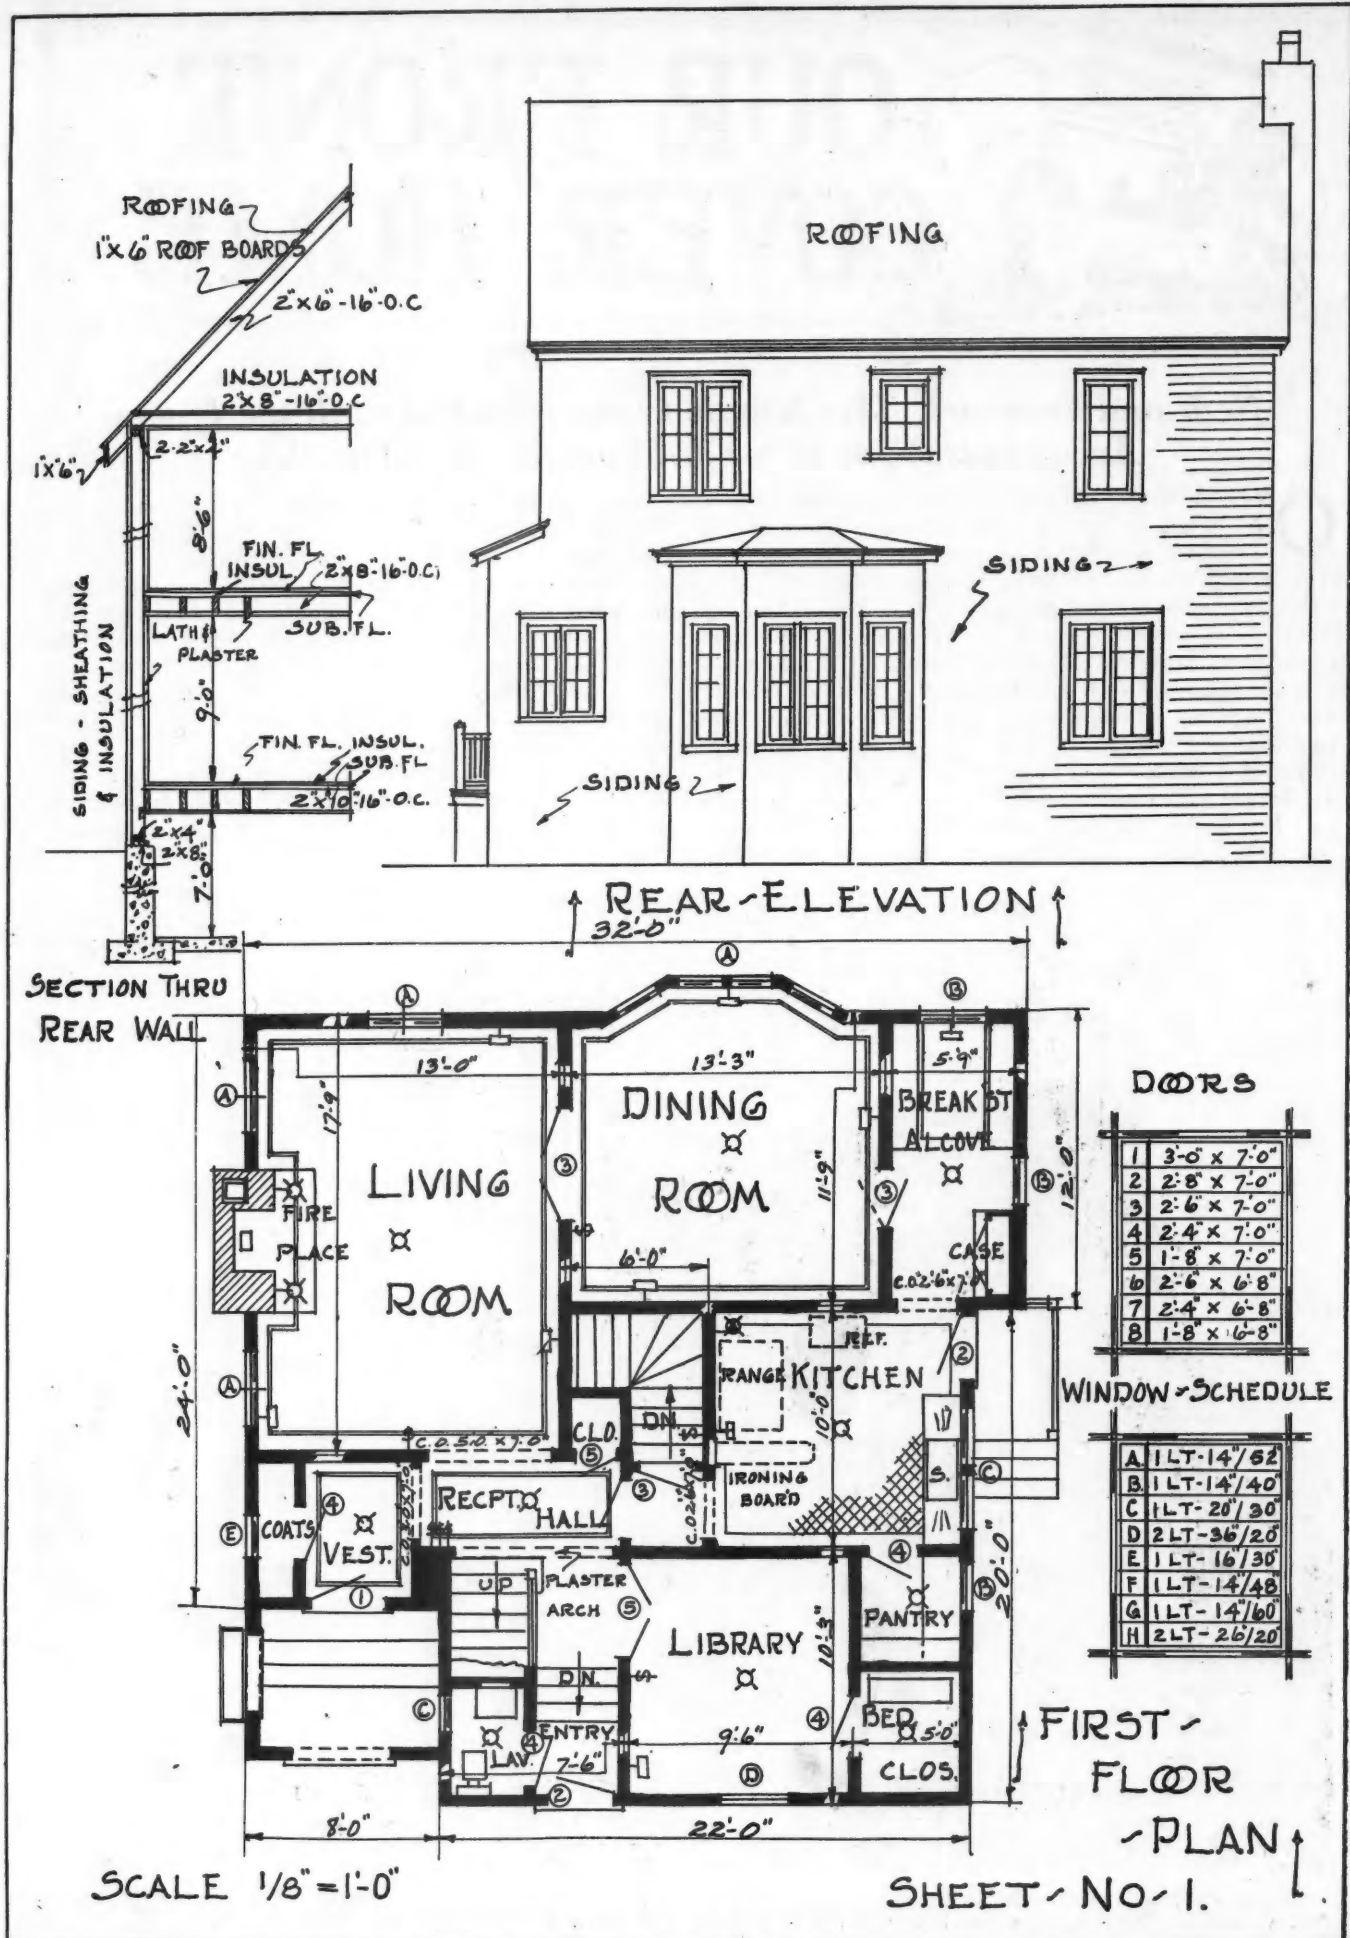 ROOFING
1"X6" ROOF BOARDS
2"X6"-16"-O.C
INSULATION
2"X8"-16"-O.C
2-2"X4"
1"X6"
8'-6"
FIN. FL.
INSUL.
2"X8"-16"-O.C.
LATH &
PLASTER
SUB. FL.
SIDING - SHEATHING
& INSULATION
9'-0"
FIN. FL. INSUL.
SUB. FL
2"X10"-16"-O.C.
2"X4"
2"X8"
7'-0"
SECTION THRU
REAR WALL
ROOFING
SIDING
SIDING
REAR-ELEVATION
32'-0"
A
A
B
13'-0"
13'-3"
5'-9"
A
17'-9"
DINING
ROOM
BREAK'ST
ALCOVE
LIVING
ROOM
FIRE
PLACE
3
3
B
11'-9"
12'-0"
CASE
6'-0"
C.O. 2'-6" X 7'-0"
24'-0"
A
REF.
2
RANGE
KITCHEN
10'-0"
DN.
CLO.
5
C.O. 5'-0" X 7'-0"
IRONING
BOARD
S.
C
E
COATS
4
VEST.
C.O. 3'-0" X 7'-0"
RECPT.
HALL
3
C.O. 2'-6" X 7'-0"
4
1
UP
PLASTER
ARCH
5
LIBRARY
10'-3"
PANTRY
B
20'-0"
C
DN.
LAV.
4
ENTRY
7'-6"
9'-6"
4
BED
5'-0"
CLOS.
2
D
8'-0"
22'-0"
DOORS
1 3'-0" x 7'-0"
2 2'-8" x 7'-0"
3 2'-6" x 7'-0"
4 2'-4" x 7'-0"
5 1'-8" x 7'-0"
6 2'-6" x 6'-8"
7 2'-4" x 6'-8"
8 1'-8" x 6'-8"
WINDOW-SCHEDULE
A 1 LT-14"/52"
B 1 LT-14"/40"
C 1 LT-20"/30"
D 2 LT-36"/20"
E 1 LT-16"/30"
F 1 LT-14"/48"
G 1 LT-14"/60"
H 2 LT-26"/20"
FIRST-
FLOOR
-PLAN
SCALE 1/8"=1'-0"
SHEET-NO-1.